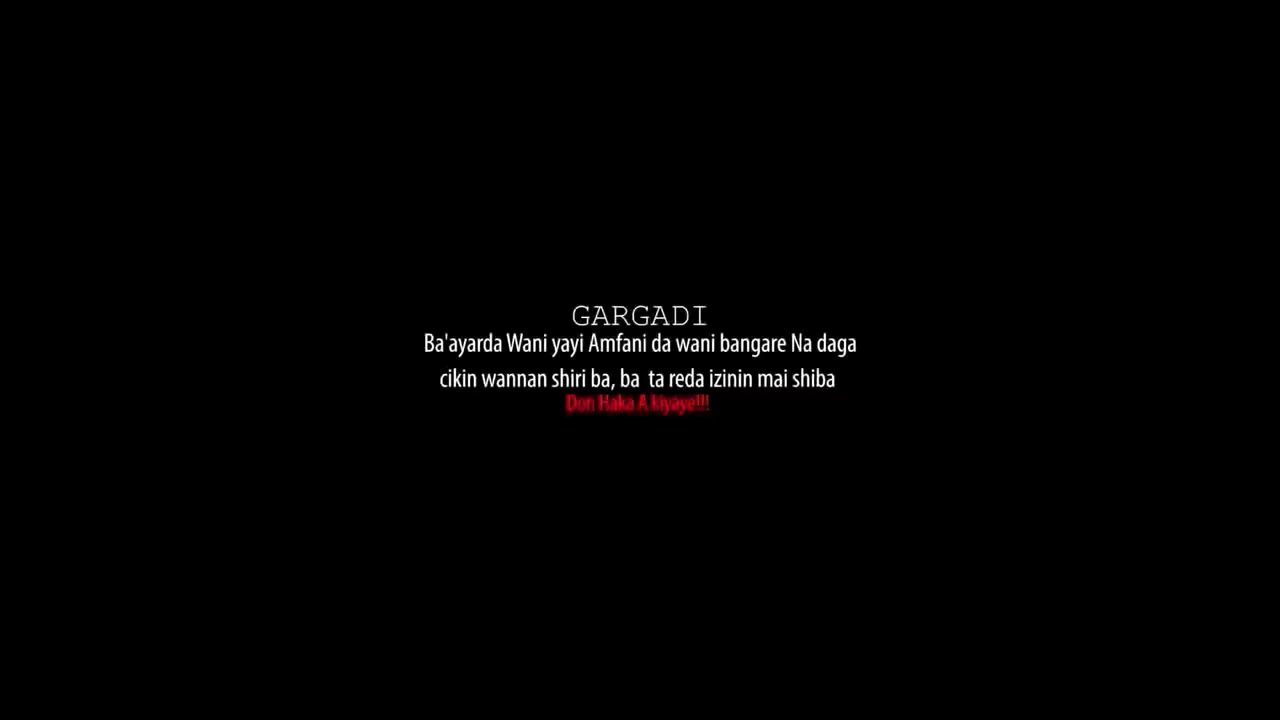 GARGADI
Ba'ayarda Wani yayi Amfani da wani bangare Na daga
cikin wannan shiri ba, ba ta reda izinin mai shiba
Don Haka A kiyaye!!!